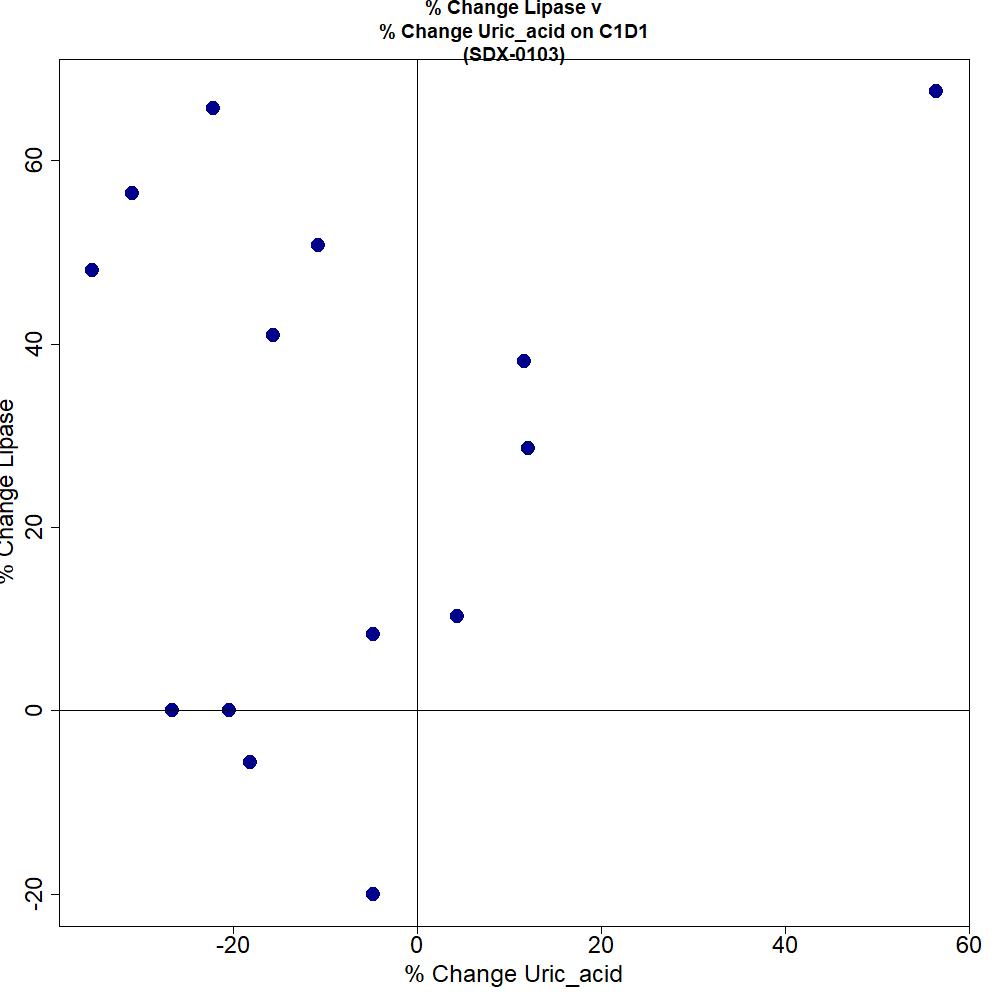 % Change Lipase v
% Change Uric_acid on C1D1
(SDX-0103)
60
40
20
0
-20
% Change Lipase
-20
0
20
40
60
% Change Uric_acid